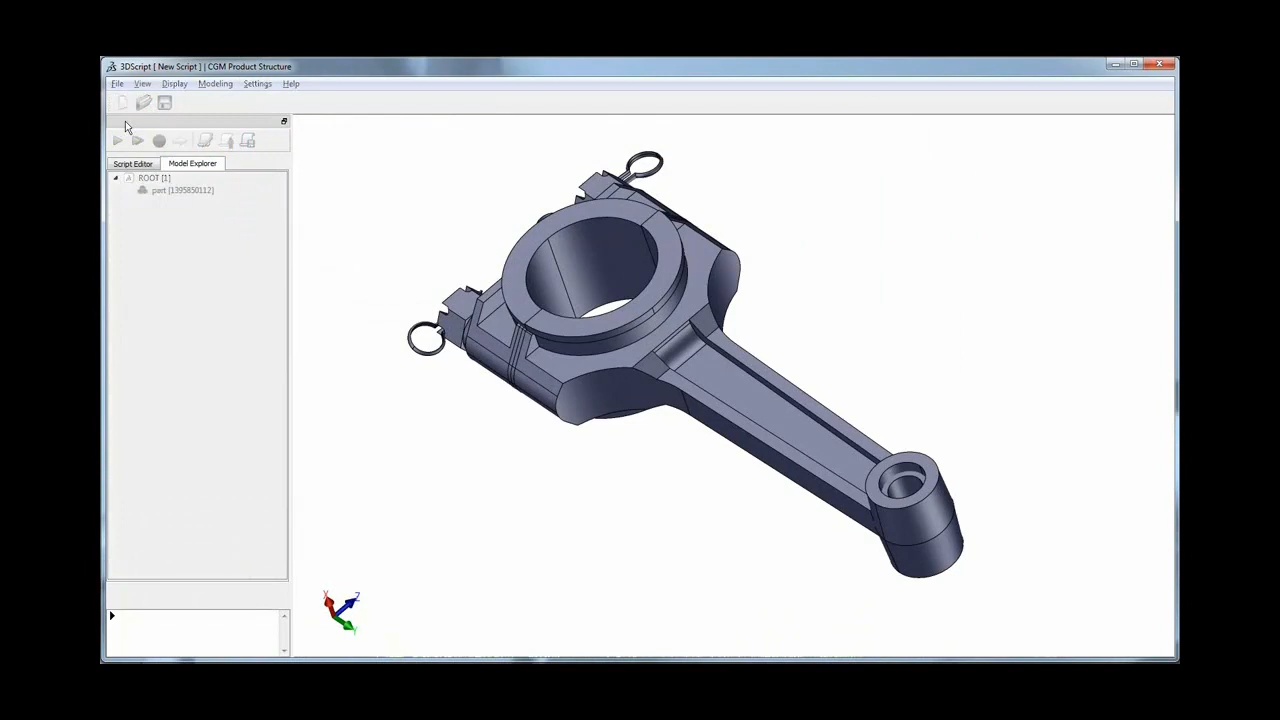 3DScript [ New Script ] | CGM Product Structure
File View Display Modeling Settings Help
Script Editor Model Explorer
ROOT [1]
part [1395850112]
X
Z
Y